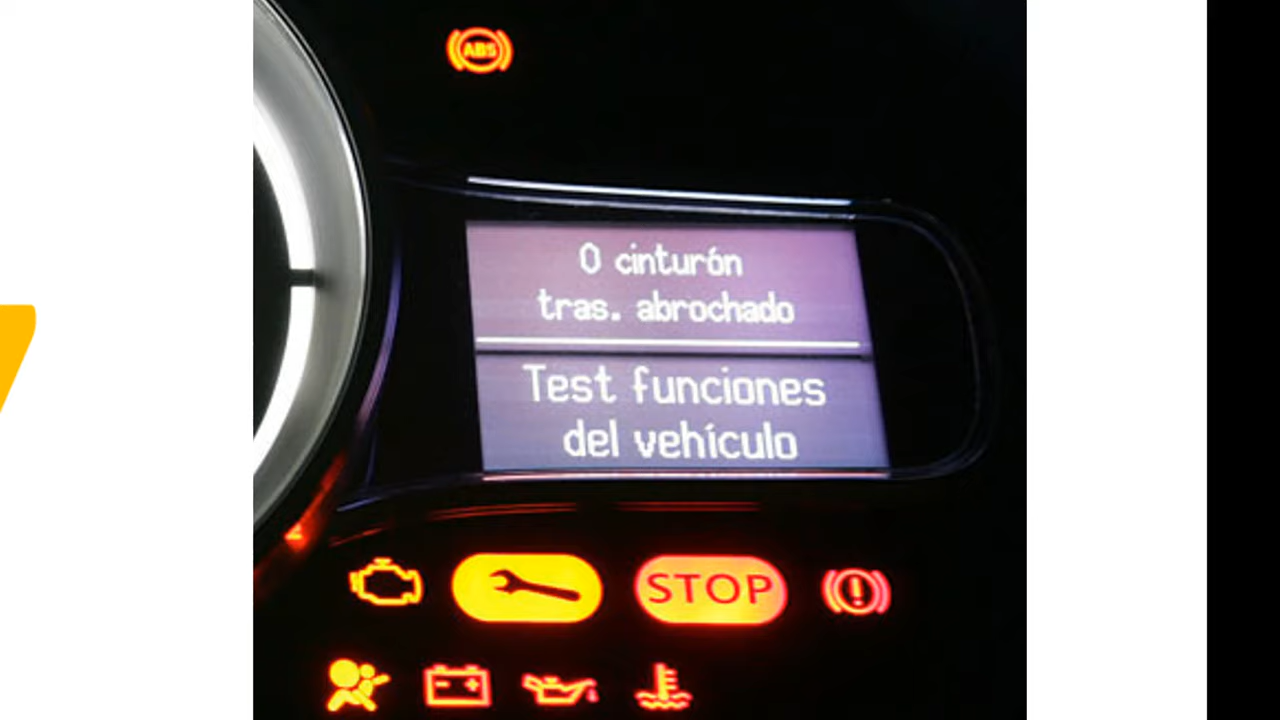 ABS
0 cinturón
tras. abrochado
Test funciones
del vehículo
STOP